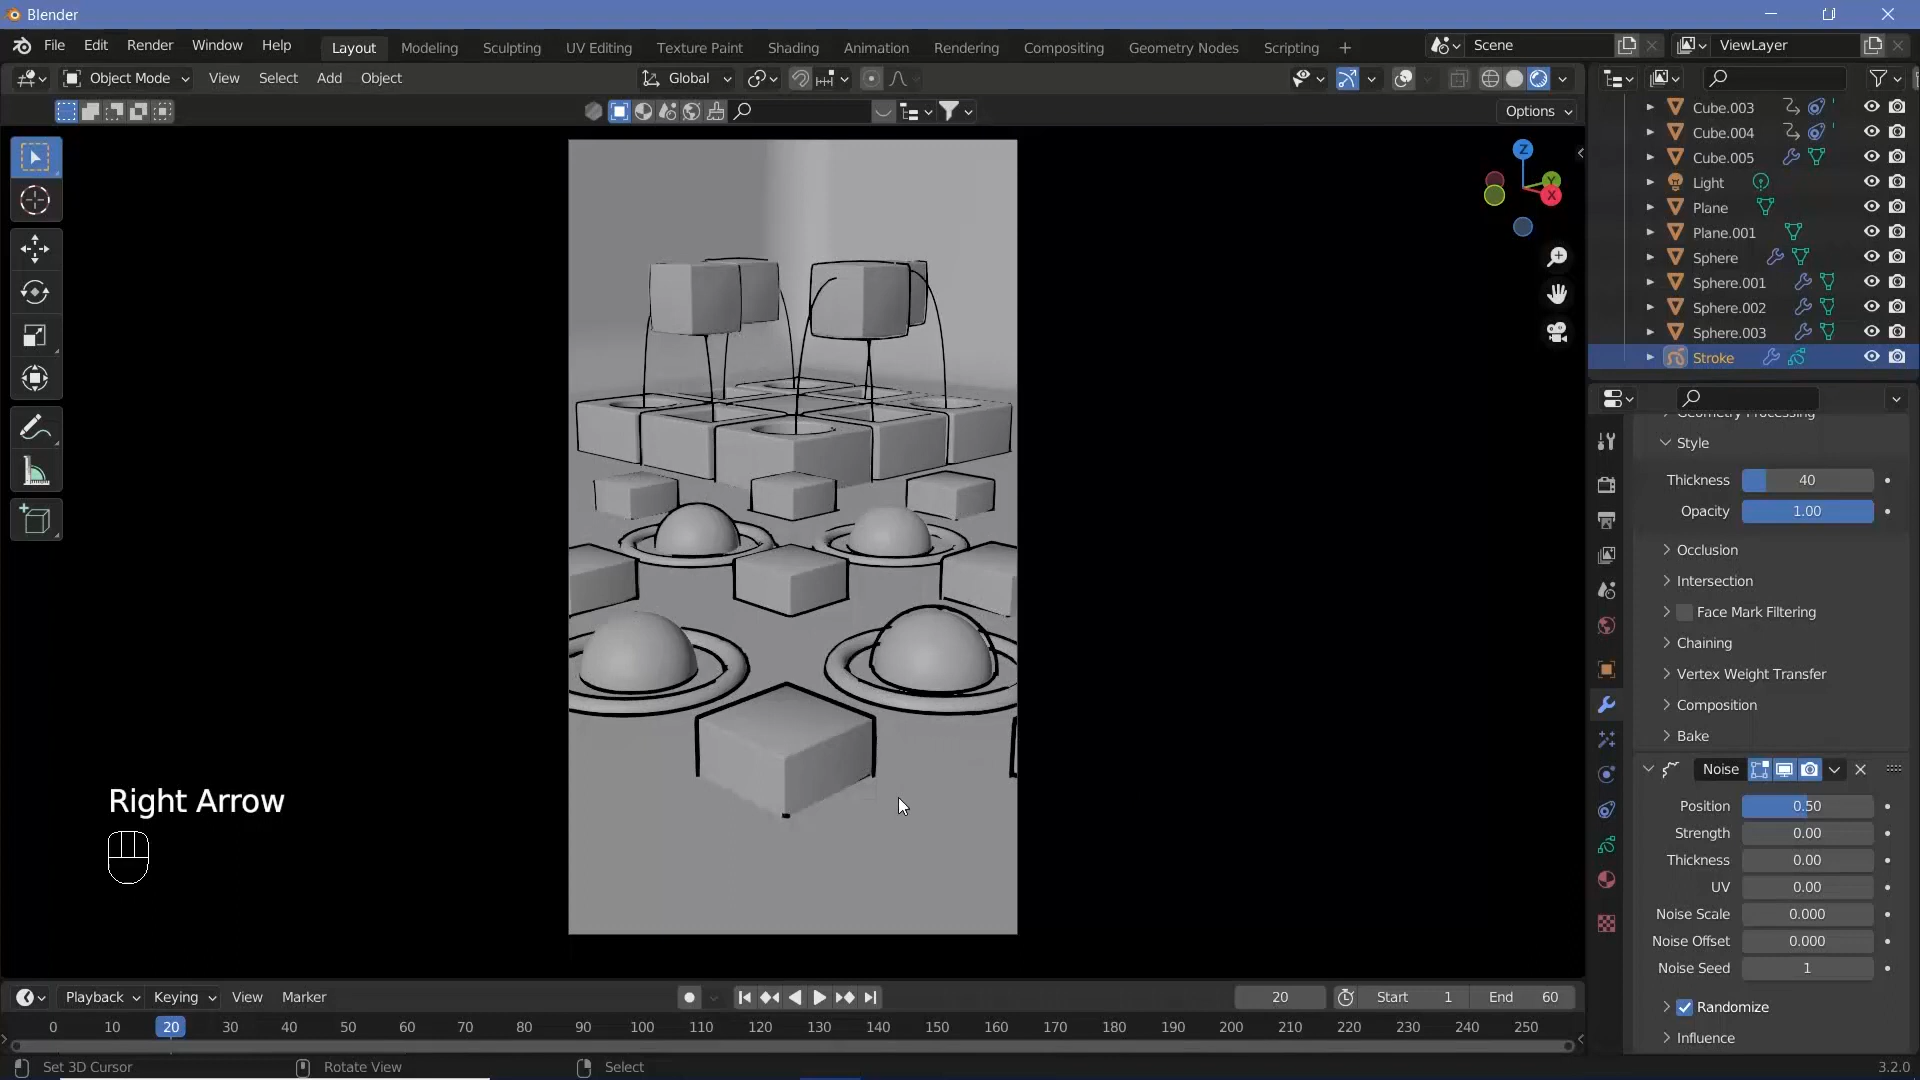 Blender
File Edit Render Window Help Layout Modeling Sculpting UV Editing Texture Paint Shading Animation Rendering Compositing Geometry Nodes Scripting + Scene ViewLayer
Object Mode View Select Add Object Global
Options
Z
Y
X
Cube.003
Cube.004
Cube.005
Light
Plane
Plane.001
Sphere
Sphere.001
Sphere.002
Sphere.003
Stroke
Geometry Processing
Style
Thickness 40
Opacity 1.00
Occlusion
Intersection
Face Mark Filtering
Chaining
Vertex Weight Transfer
Composition
Bake
Noise
Position 0.50
Strength 0.00
Thickness 0.00
UV 0.00
Noise Scale 0.000
Noise Offset 0.000
Noise Seed 1
Randomize
Influence
Right Arrow
Playback Keying View Marker 20 Start 1 End 60
0 10 20 30 40 50 60 70 80 90 100 110 120 130 140 150 160 170 180 190 200 210 220 230 240 250
Set 3D Cursor Rotate View Select 3.2.0